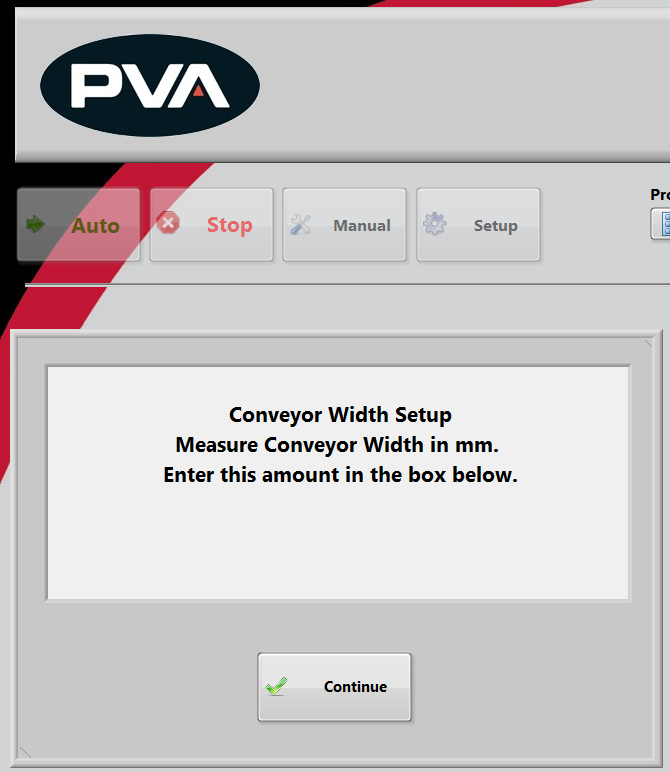 PVA
Auto
Stop
Manual
Setup
Pro
Conveyor Width Setup
Measure Conveyor Width in mm.
Enter this amount in the box below.
Continue